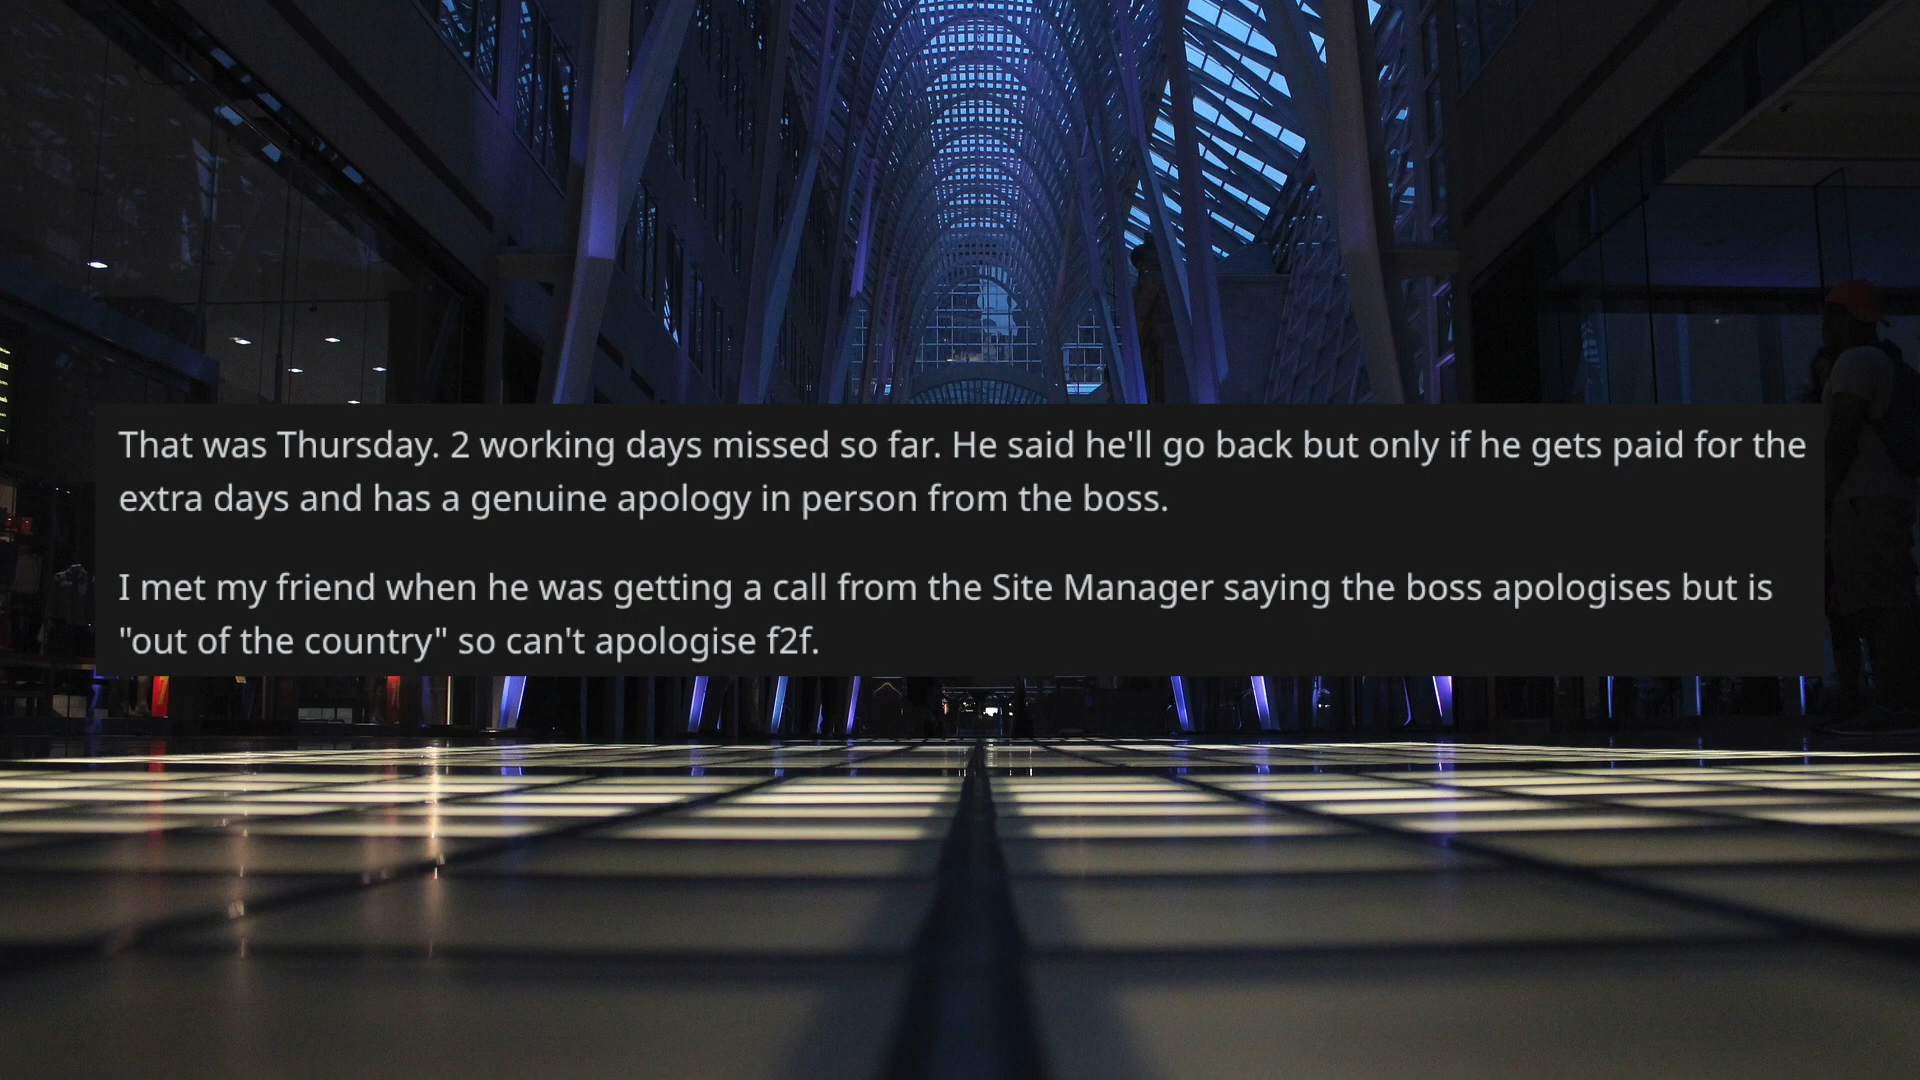 That was Thursday. 2 working days missed so far. He said he'll go back but only if he gets paid for the
extra days and has a genuine apology in person from the boss.
I met my friend when he was getting a call from the Site Manager saying the boss apologises but is
"out of the country" so can't apologise f2f.